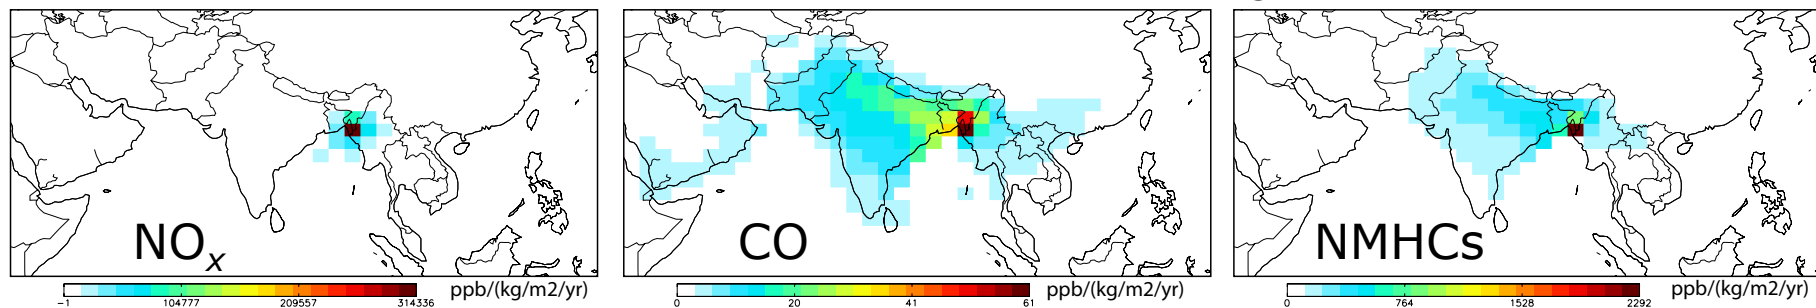 NOx
CO
NMHCs
−1 104777 209557 314336 ppb/(kg/m2/yr)
0 20 41 61 ppb/(kg/m2/yr)
0 764 1528 2292 ppb/(kg/m2/yr)